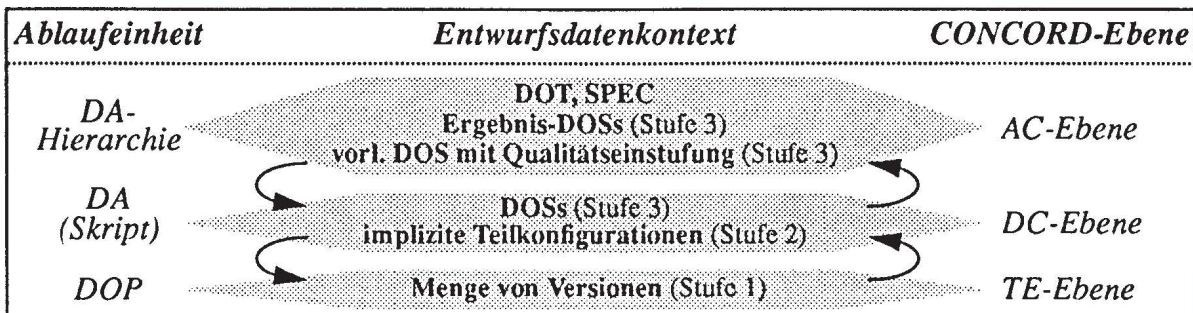 Ablaufeinheit Entwurfsdatenkontext CONCORD-Ebene
DA-
Hierarchie
DOT, SPEC
Ergebnis-DOSs (Stufe 3)
vorl. DOS mit Qualitätseinstufung (Stufe 3)
AC-Ebene
DA
(Skript)
DOSs (Stufe 3)
implizite Teilkonfigurationen (Stufe 2)
DC-Ebene
DOP Menge von Versionen (Stufe 1) TE-Ebene